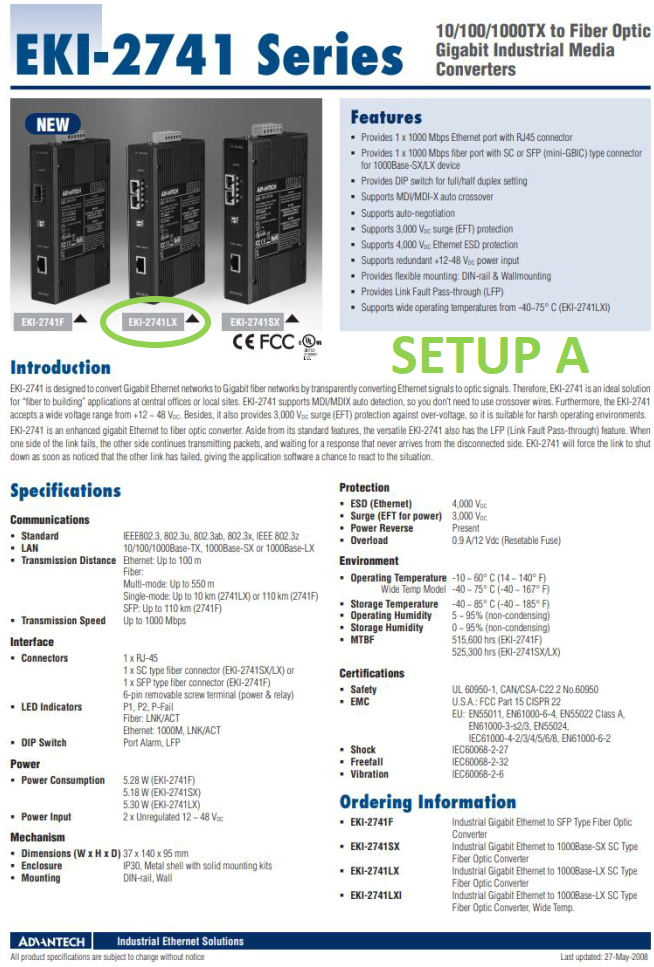 EKI-2741 Series
10/100/1000TX to Fiber Optic
Gigabit Industrial Media
Converters
NEW
ADVANTECH
ADVANTECH
ADVANTECH
EKI-2741F
EKI-2741LX
EKI-2741SX
CE FCC UL
Features
▪ Provides 1 x 1000 Mbps Ethernet port with RJ45 connector
▪ Provides 1 x 1000 Mbps fiber port with SC or SFP (mini-GBIC) type connector
for 1000Base-SX/LX device
▪ Provides DIP switch for full/half duplex setting
▪ Supports MDI/MDI-X auto crossover
▪ Supports auto-negotiation
▪ Supports 3,000 VDC surge (EFT) protection
▪ Supports 4,000 VDC Ethernet ESD protection
▪ Supports redundant +12-48 VDC power input
▪ Provides flexible mounting: DIN-rail & Wallmounting
▪ Provides Link Fault Pass-through (LFP)
▪ Supports wide operating temperatures from -40~75° C (EKI-2741LXI)
SETUP A
Introduction
EKI-2741 is designed to convert Gigabit Ethernet networks to Gigabit fiber networks by transparently converting Ethernet signals to optic signals. Therefore, EKI-2741 is an ideal solution
for "fiber to building" applications at central offices or local sites. EKI-2741 supports MDI/MDIX auto detection, so you don't need to use crossover wires. Furthermore, the EKI-2741
accepts a wide voltage range from +12 ~ 48 VDC. Besides, it also provides 3,000 VDC surge (EFT) protection against over-voltage, so it is suitable for harsh operating environments.
EKI-2741 is an enhanced gigabit Ethernet to fiber optic converter. Aside from its standard features, the versatile EKI-2741 also has the LFP (Link Fault Pass-through) feature. When
one side of the link fails, the other side continues transmitting packets, and waiting for a response that never arrives from the disconnected side. EKI-2741 will force the link to shut
down as soon as noticed that the other link has failed, giving the application software a chance to react to the situation.
Specifications
Communications
▪ Standard IEEE802.3, 802.3u, 802.3ab, 802.3x, IEEE 802.3z
▪ LAN 10/100/1000Base-TX, 1000Base-SX or 1000Base-LX
▪ Transmission Distance Ethernet: Up to 100 m
Fiber:
Multi-mode: Up to 550 m
Single-mode: Up to 10 km (2741LX) or 110 km (2741F)
SFP: Up to 110 km (2741F)
▪ Transmission Speed Up to 1000 Mbps
Interface
▪ Connectors 1 x RJ-45
1 x SC type fiber connector (EKI-2741SX/LX) or
1 x SFP type fiber connector (EKI-2741F)
6-pin removable screw terminal (power & relay)
▪ LED Indicators P1, P2, P-Fail
Fiber: LNK/ACT
Ethernet: 1000M, LNK/ACT
▪ DIP Switch Port Alarm, LFP
Power
▪ Power Consumption 5.28 W (EKI-2741F)
5.18 W (EKI-2741SX)
5.30 W (EKI-2741LX)
▪ Power Input 2 x Unregulated 12 ~ 48 VDC
Mechanism
▪ Dimensions (W x H x D) 37 x 140 x 95 mm
▪ Enclosure IP30, Metal shell with solid mounting kits
▪ Mounting DIN-rail, Wall
Protection
▪ ESD (Ethernet) 4,000 VDC
▪ Surge (EFT for power) 3,000 VDC
▪ Power Reverse Present
▪ Overload 0.9 A/12 Vdc (Resetable Fuse)
Environment
▪ Operating Temperature -10 ~ 60° C (14 ~ 140° F)
Wide Temp Model -40 ~ 75° C (-40 ~ 167° F)
▪ Storage Temperature -40 ~ 85° C (-40 ~ 185° F)
▪ Operating Humidity 5 ~ 95% (non-condensing)
▪ Storage Humidity 0 ~ 95% (non-condensing)
▪ MTBF 515,600 hrs (EKI-2741F)
525,300 hrs (EKI-2741SX/LX)
Certifications
▪ Safety UL 60950-1, CAN/CSA-C22.2 No.60950
▪ EMC U.S.A.: FCC Part 15 CISPR 22
EU: EN55011, EN61000-6-4, EN55022 Class A,
EN61000-3-s2/3, EN55024,
IEC61000-4-2/3/4/5/6/8, EN61000-6-2
▪ Shock IEC60068-2-27
▪ Freefall IEC60068-2-32
▪ Vibration IEC60068-2-6
Ordering Information
▪ EKI-2741F Industrial Gigabit Ethernet to SFP Type Fiber Optic
Converter
▪ EKI-2741SX Industrial Gigabit Ethernet to 1000Base-SX SC Type
Fiber Optic Converter
▪ EKI-2741LX Industrial Gigabit Ethernet to 1000Base-LX SC Type
Fiber Optic Converter
▪ EKI-2741LXI Industrial Gigabit Ethernet to 1000Base-LX SC Type
Fiber Optic Converter, Wide Temp.
ADVANTECH Industrial Ethernet Solutions
All product specifications are subject to change without notice
Last updated: 27-May-2008